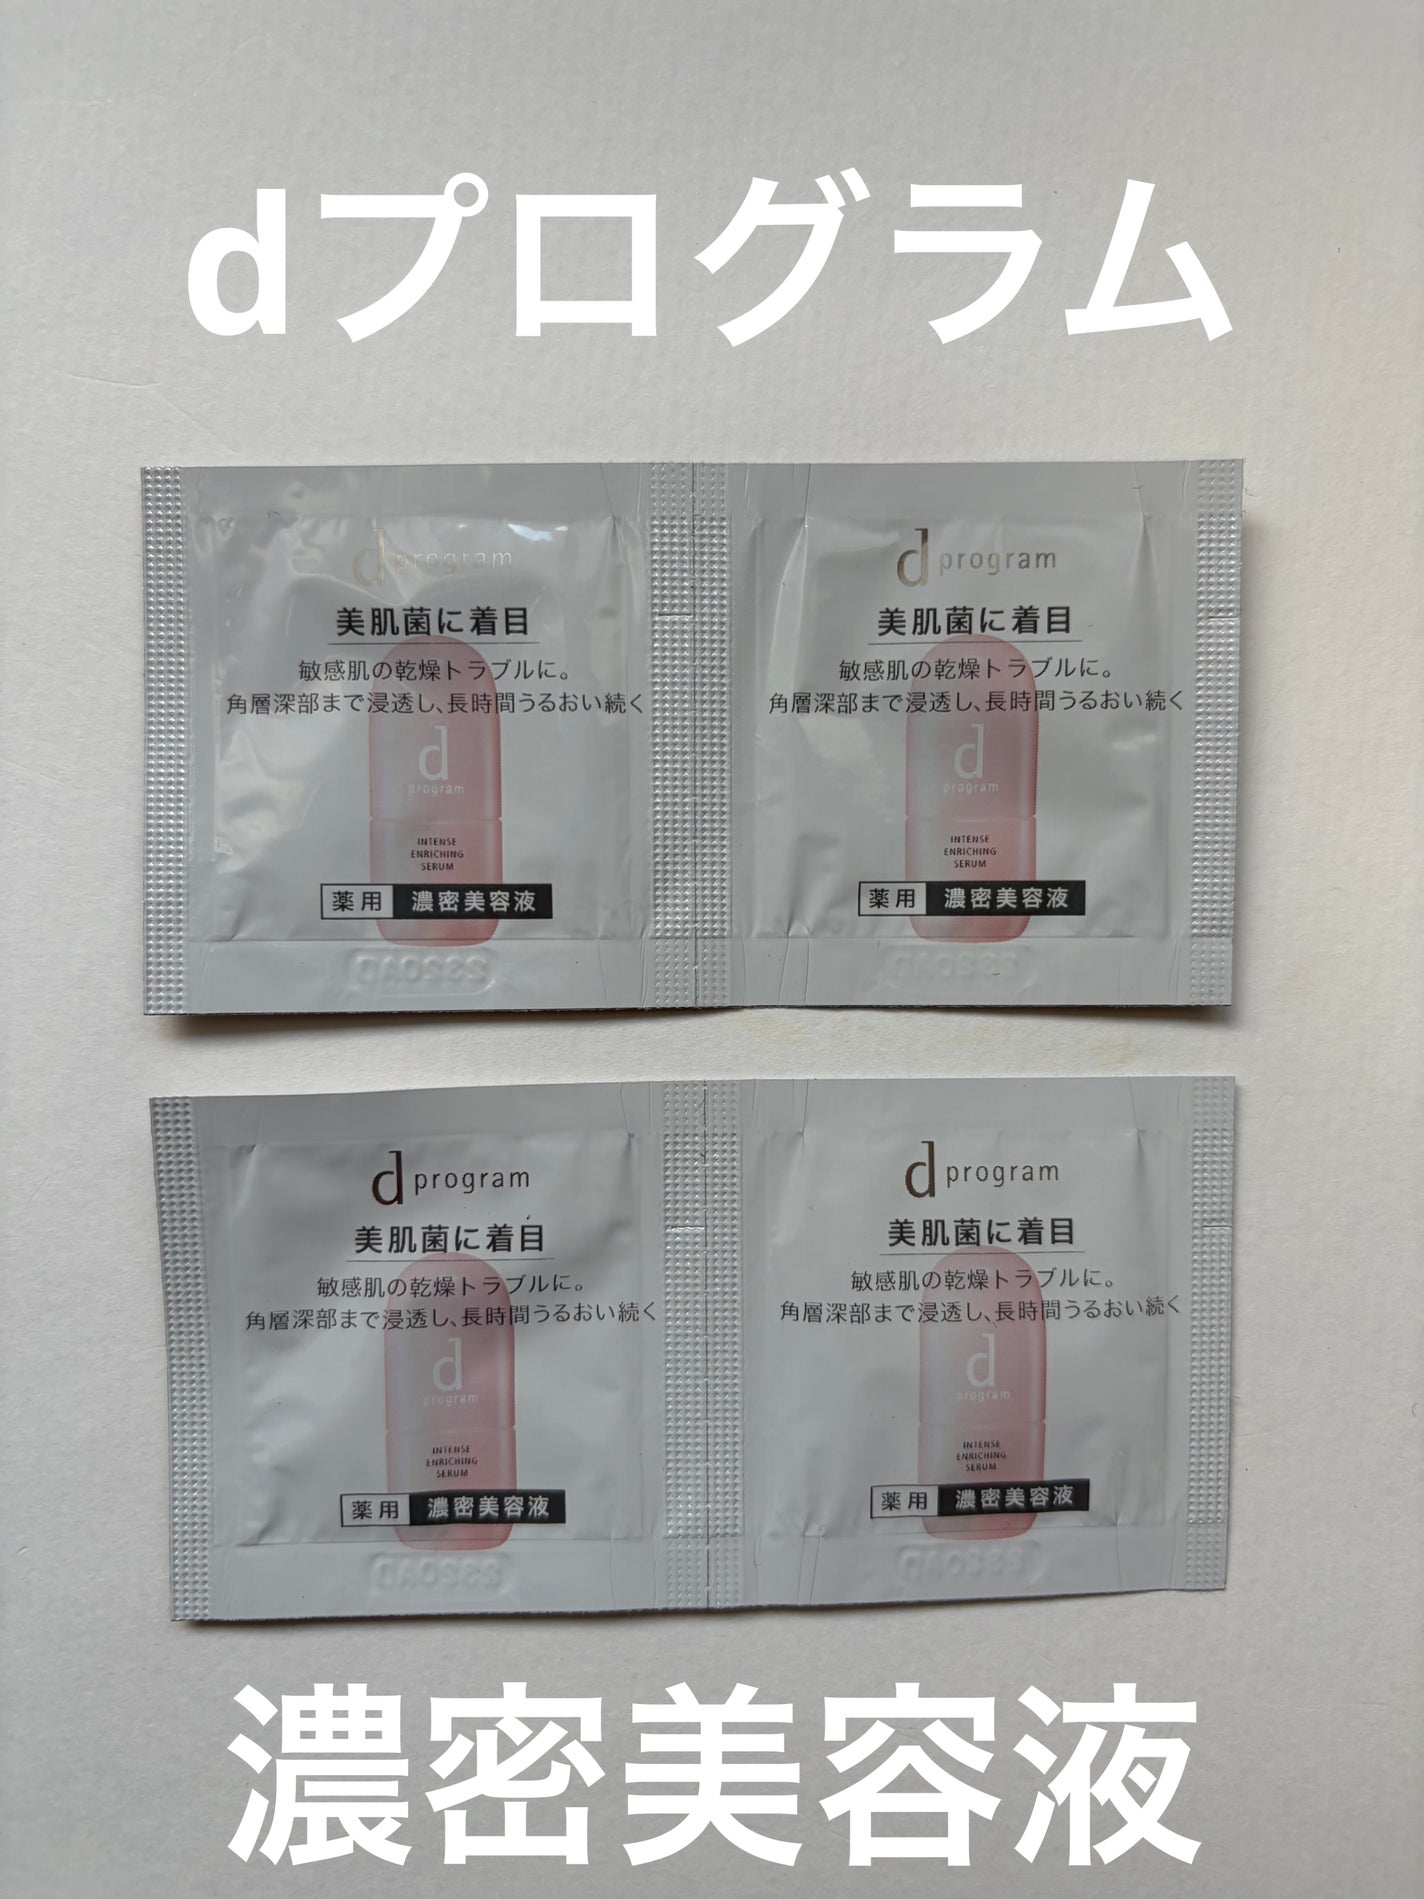 dプログラム
d program
美肌菌に着目
敏感肌の乾燥トラブルに。
角層深部まで浸透し、長時間うるおい続く
d
program
INTENSE
ENRICHING
SERUM
薬用 濃密美容液
d program
美肌菌に着目
敏感肌の乾燥トラブルに。
角層深部まで浸透し、長時間うるおい続く
d
program
INTENSE
ENRICHING
SERUM
薬用 濃密美容液
d program
美肌菌に着目
敏感肌の乾燥トラブルに。
角層深部まで浸透し、長時間うるおい続く
d
program
INTENSE
ENRICHING
SERUM
薬用 濃密美容液
d program
美肌菌に着目
敏感肌の乾燥トラブルに。
角層深部まで浸透し、長時間うるおい続く
d
program
INTENSE
ENRICHING
SERUM
薬用 濃密美容液
濃密美容液